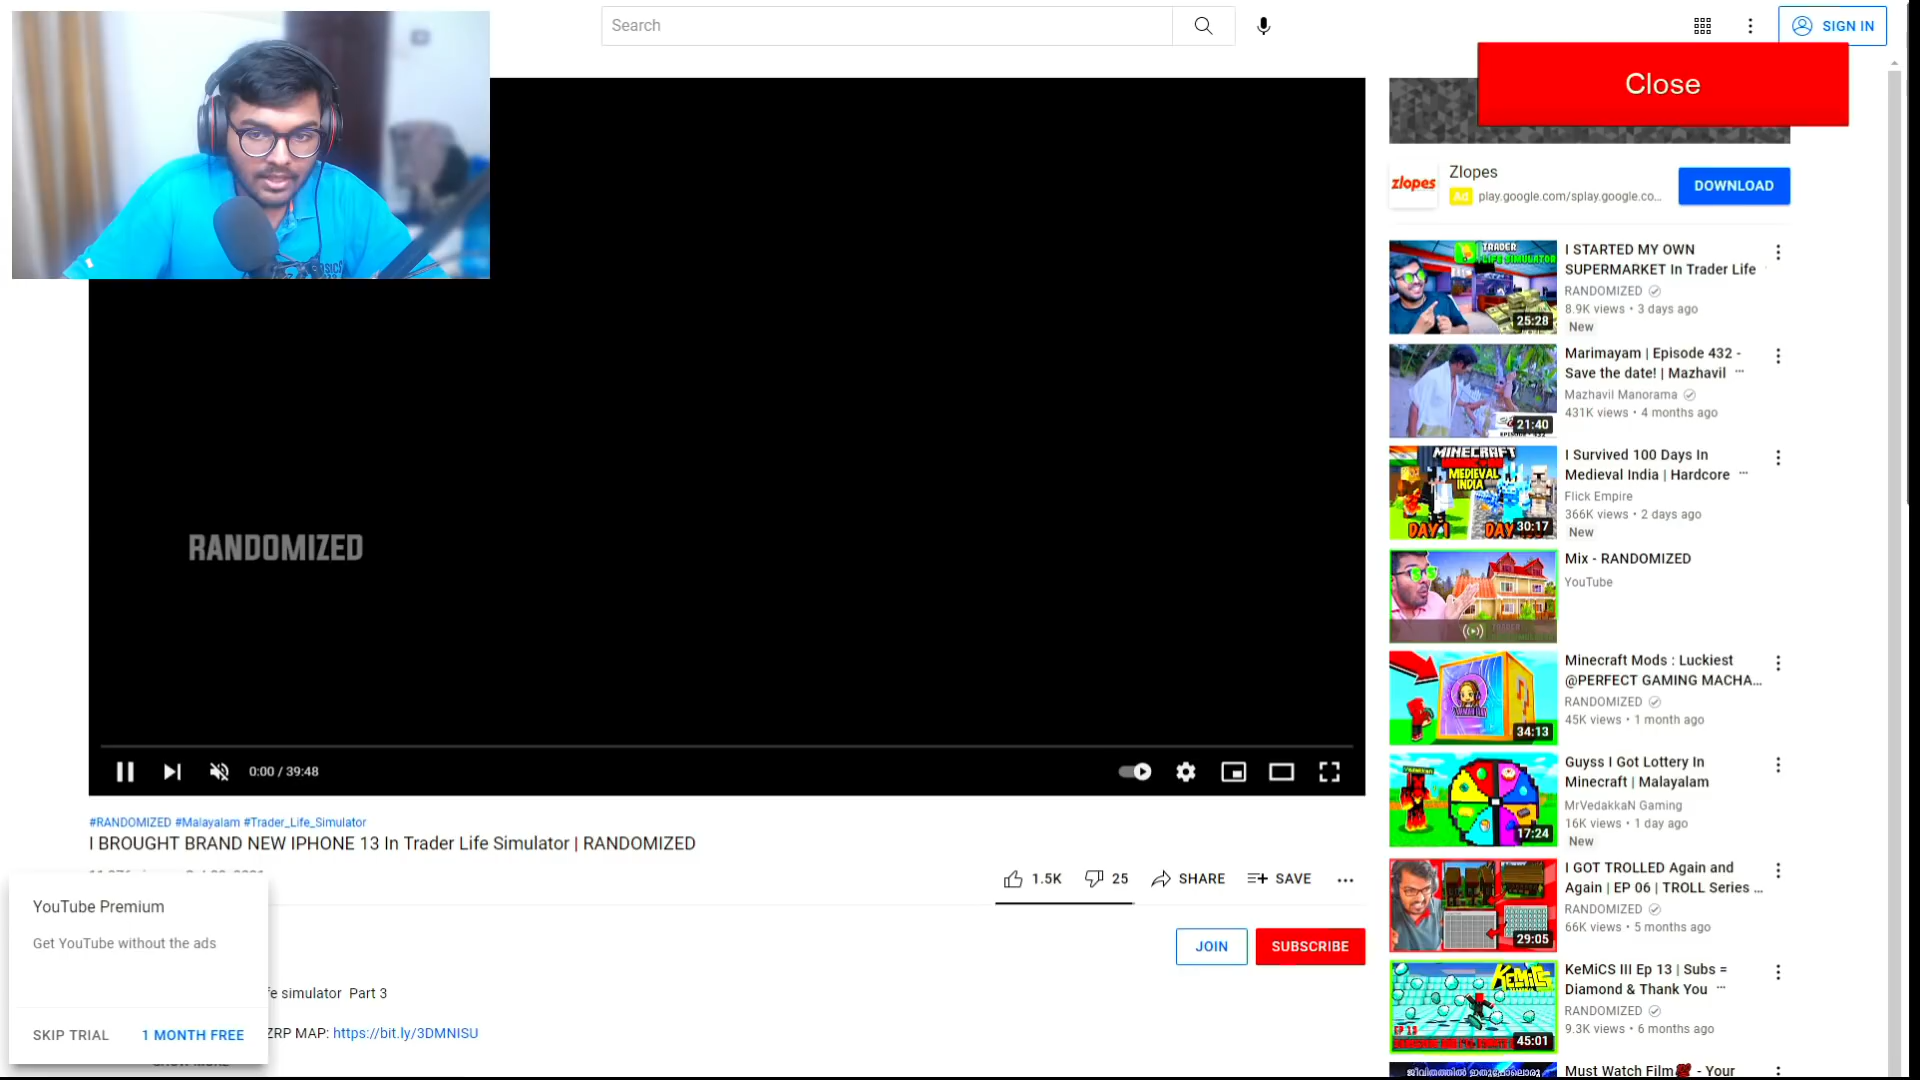 Search
SIGN IN
Close
zlopes
Zlopes
Ad play.google.com/splay.google.co...
DOWNLOAD
TRADER
LIFE SIMULATOR
25:28
I STARTED MY OWN
SUPERMARKET In Trader Life
RANDOMIZED
8.9K views • 3 days ago
New
21:40
Marimayam | Episode 432 -
Save the date! | Mazhavil ...
Mazhavil Manorama
431K views • 4 months ago
MINECRAFT
MEDIEVAL
INDIA
DAY 1
30:17
I Survived 100 Days In
Medieval India | Hardcore ...
Flick Empire
366K views • 2 days ago
New
RANDOMIZED
Mix - RANDOMIZED
YouTube
34:13
Minecraft Mods : Luckiest
@PERFECT GAMING MACHA...
RANDOMIZED
45K views • 1 month ago
0:00 / 39:48
17:24
Guyss I Got Lottery In
Minecraft | Malayalam
MrVedakkaN Gaming
16K views • 1 day ago
New
#RANDOMIZED #Malayalam #Trader_Life_Simulator
I BROUGHT BRAND NEW IPHONE 13 In Trader Life Simulator | RANDOMIZED
1.5K
25
SHARE
SAVE
29:05
I GOT TROLLED Again and
Again | EP 06 | TROLL Series ...
RANDOMIZED
66K views • 5 months ago
YouTube Premium
Get YouTube without the ads
SKIP TRIAL
1 MONTH FREE
JOIN
SUBSCRIBE
fe simulator Part 3
ZRP MAP: https://bit.ly/3DMNISU
KEMiCS
EP 13
45:01
KeMiCS III Ep 13 | Subs =
Diamond & Thank You ...
RANDOMIZED
9.3K views • 6 months ago
Must Watch Film💯 - Your